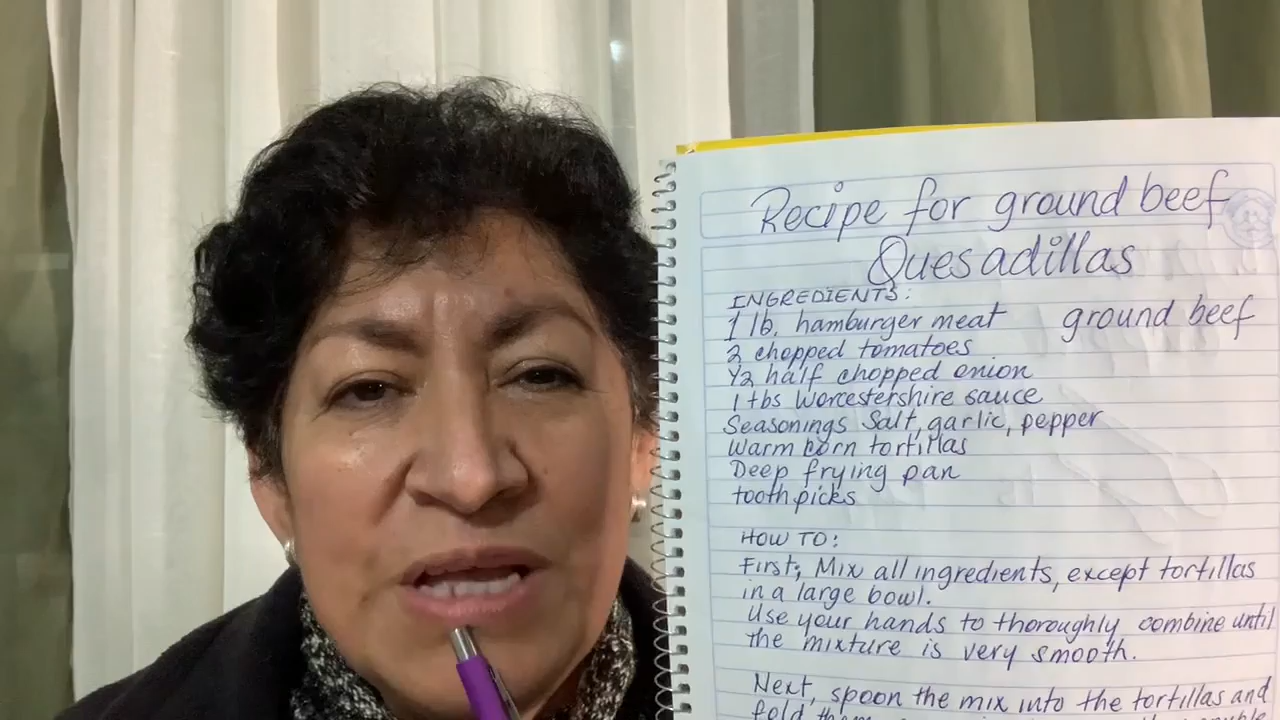 Recipe for ground beef
Quesadillas
INGREDIENTS:
1 lb. hamburger meat ground beef
2 chopped tomatoes
1/2 half chopped onion
1 tbs Worcestershire sauce
Seasonings Salt, garlic, pepper
Warm corn tortillas
Deep frying pan
toothpicks
HOW TO:
First, Mix all ingredients, except tortillas
in a large bowl.
Use your hands to thoroughly combine until
the mixture is very smooth.
Next, spoon the mix into the tortillas and
fold them